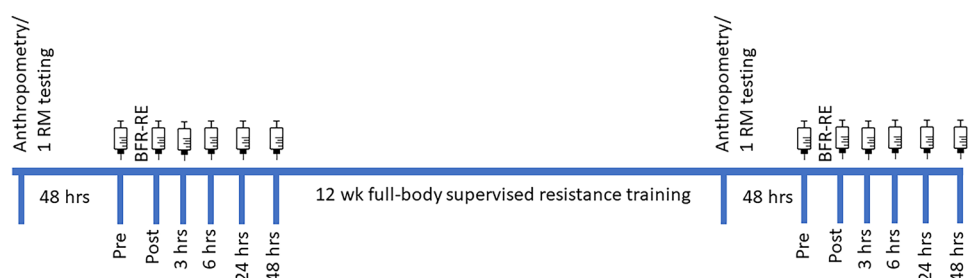 Anthropometry/
1 RM testing
BFR-RE
Anthropometry/
1 RM testing
BFR-RE
48 hrs
12 wk full-body supervised resistance training
48 hrs
Pre
Post
3 hrs
6 hrs
24 hrs
48 hrs
Pre
Post
3 hrs
6 hrs
24 hrs
48 hrs